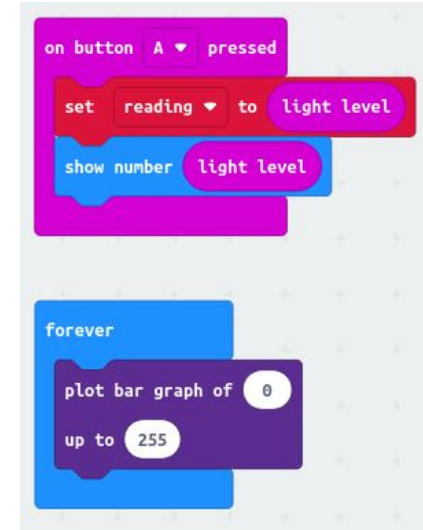 on button A pressed
set reading to light level
show number light level
forever
plot bar graph of 0
up to 255